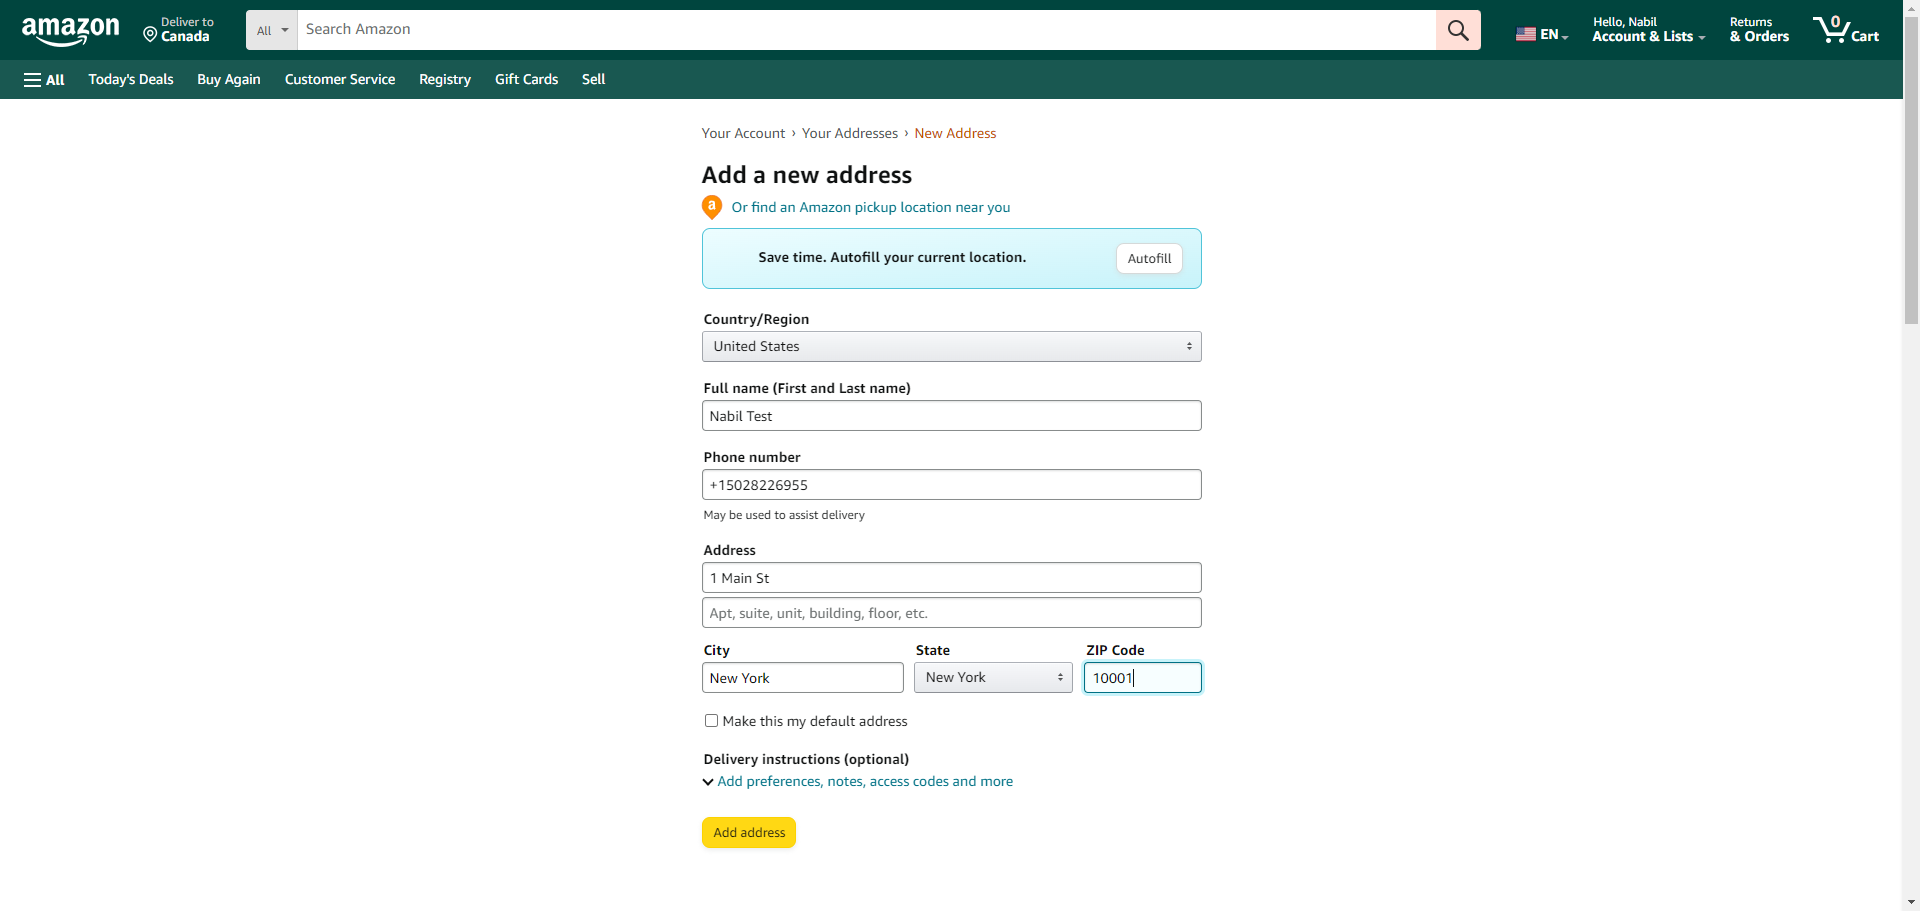 amazon
Deliver to
Canada
All
Search Amazon
EN
Hello, Nabil
Account & Lists
Returns
& Orders
0
Cart
All
Today's Deals
Buy Again
Customer Service
Registry
Gift Cards
Sell
Your Account › Your Addresses › New Address
Add a new address
a
Or find an Amazon pickup location near you
Save time. Autofill your current location.
Autofill
Country/Region
United States
Full name (First and Last name)
Nabil Test
Phone number
+15028226955
May be used to assist delivery
Address
1 Main St
Apt, suite, unit, building, floor, etc.
City
State
ZIP Code
New York
New York
10001
Make this my default address
Delivery instructions (optional)
Add preferences, notes, access codes and more
Add address